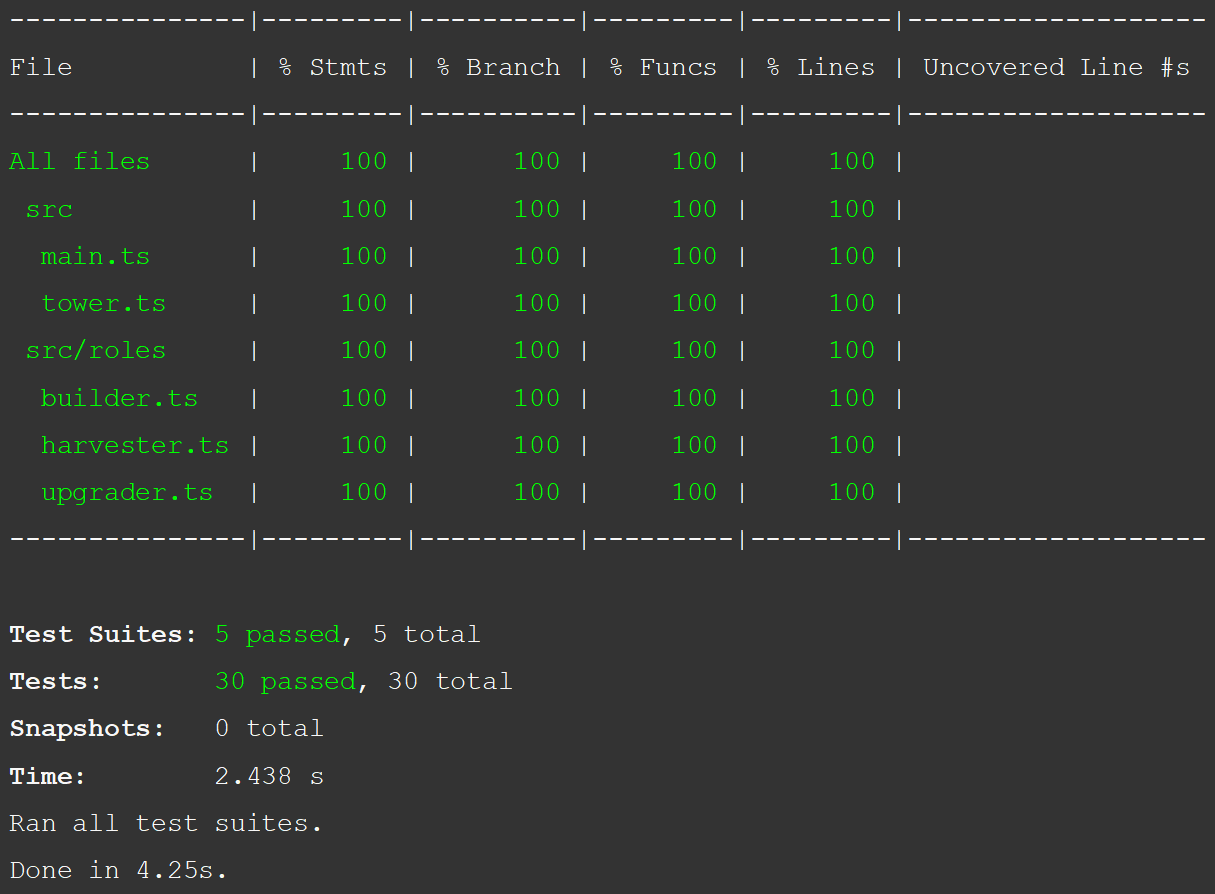 ---------------|---------|----------|---------|---------|-------------------
File           | % Stmts | % Branch | % Funcs | % Lines | Uncovered Line #s
---------------|---------|----------|---------|---------|-------------------
All files      |     100 |      100 |     100 |     100 |
 src           |     100 |      100 |     100 |     100 |
  main.ts      |     100 |      100 |     100 |     100 |
  tower.ts     |     100 |      100 |     100 |     100 |
 src/roles     |     100 |      100 |     100 |     100 |
  builder.ts   |     100 |      100 |     100 |     100 |
  harvester.ts |     100 |      100 |     100 |     100 |
  upgrader.ts  |     100 |      100 |     100 |     100 |
---------------|---------|----------|---------|---------|-------------------
Test Suites: 5 passed, 5 total
Tests:       30 passed, 30 total
Snapshots:   0 total
Time:        2.438 s
Ran all test suites.
Done in 4.25s.